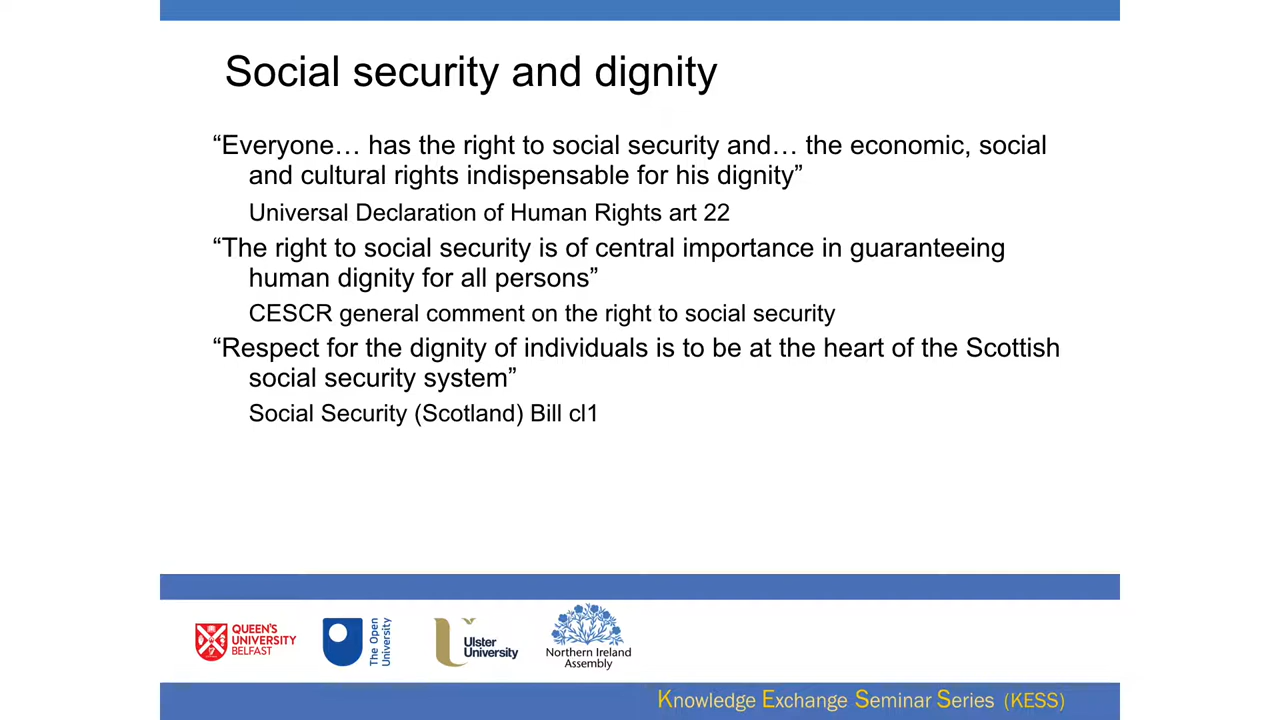 Social security and dignity
“Everyone… has the right to social security and… the economic, social
and cultural rights indispensable for his dignity”
Universal Declaration of Human Rights art 22
“The right to social security is of central importance in guaranteeing
human dignity for all persons”
CESCR general comment on the right to social security
“Respect for the dignity of individuals is to be at the heart of the Scottish
social security system”
Social Security (Scotland) Bill cl1
QUEEN'S
UNIVERSITY
BELFAST
The Open
University
Ulster
University
Northern Ireland
Assembly
Knowledge Exchange Seminar Series (KESS)